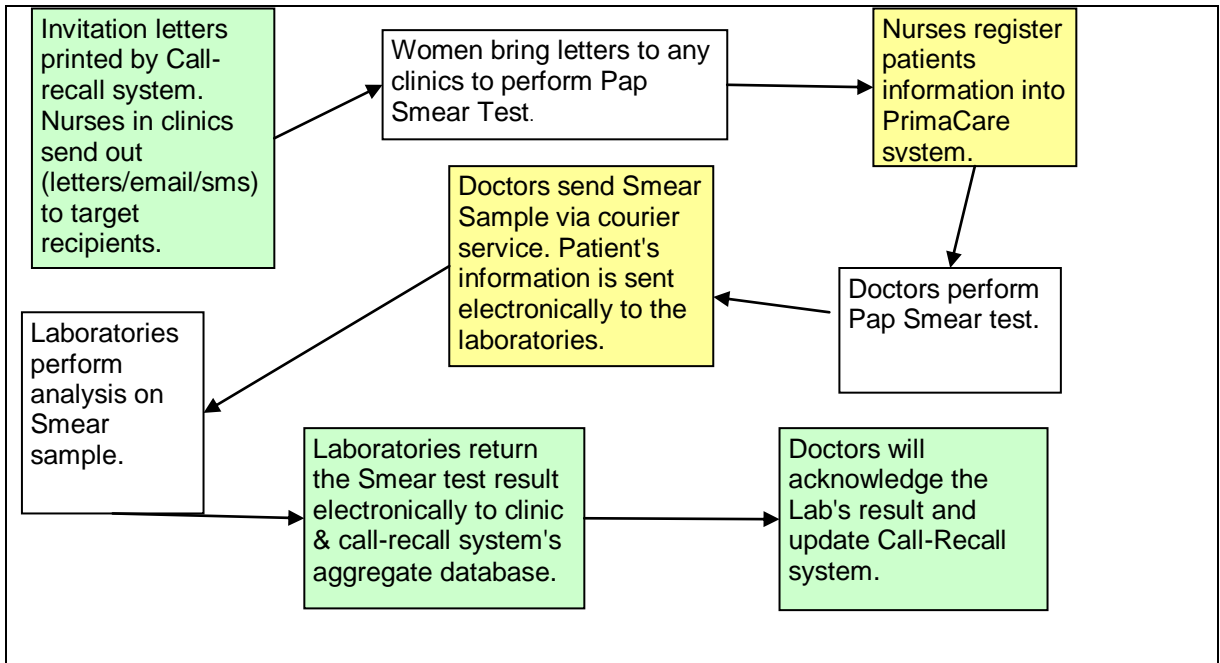 Invitation letters
printed by Call-
recall system.
Nurses in clinics
send out
(letters/email/sms)
to target
recipients.
Women bring letters to any
clinics to perform Pap
Smear Test.
Nurses register
patients
information into
PrimaCare
system.
Doctors perform
Pap Smear test.
Doctors send Smear
Sample via courier
service. Patient's
information is sent
electronically to the
laboratories.
Laboratories
perform
analysis on
Smear
sample.
Laboratories return
the Smear test result
electronically to clinic
& call-recall system's
aggregate database.
Doctors will
acknowledge the
Lab's result and
update Call-Recall
system.